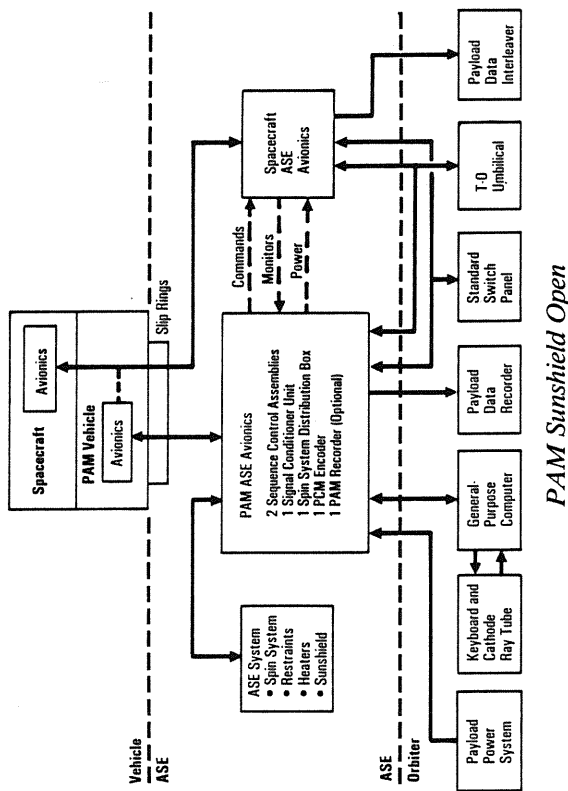 Spacecraft
Avionics
PAM Vehicle
Avionics
Slip Rings
Vehicle
ASE
ASE System
• Spin System
• Restraints
• Heaters
• Sunshield
PAM ASE Avionics
2 Sequence Control Assemblies
1 Signal Conditioner Unit
1 Spin System Distribution Box
1 PCM Encoder
1 PAM Recorder (Optional)
Commands
Monitors
Power
Spacecraft
ASE
Avionics
ASE
Orbiter
Payload
Power
System
Keyboard and
Cathode
Ray Tube
General-
Purpose
Computer
Payload
Data
Recorder
Standard
Switch
Panel
T-O
Umbilical
Payload
Data
Interleaver
PAM Sunshield Open